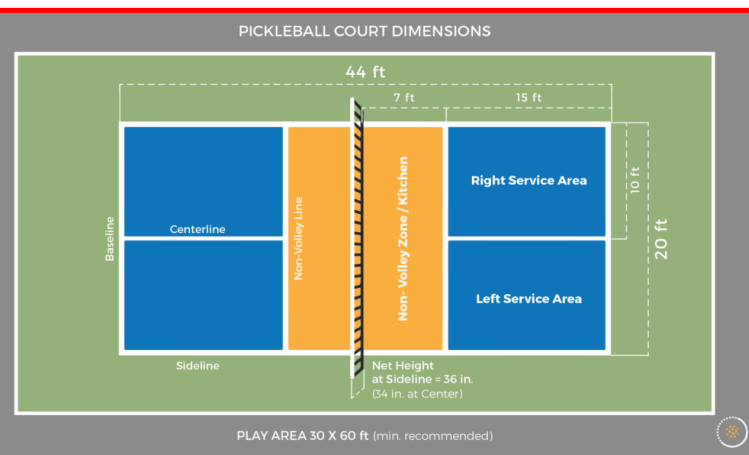 PICKLEBALL COURT DIMENSIONS
44 ft
7 ft
15 ft
Right Service Area
10 ft
20 ft
Non-Volley Line
Non- Volley Zone / Kitchen
Centerline
Baseline
Left Service Area
Sideline
Net Height
at Sideline = 36 in.
(34 in. at Center)
PLAY AREA 30 X 60 ft (min. recommended)